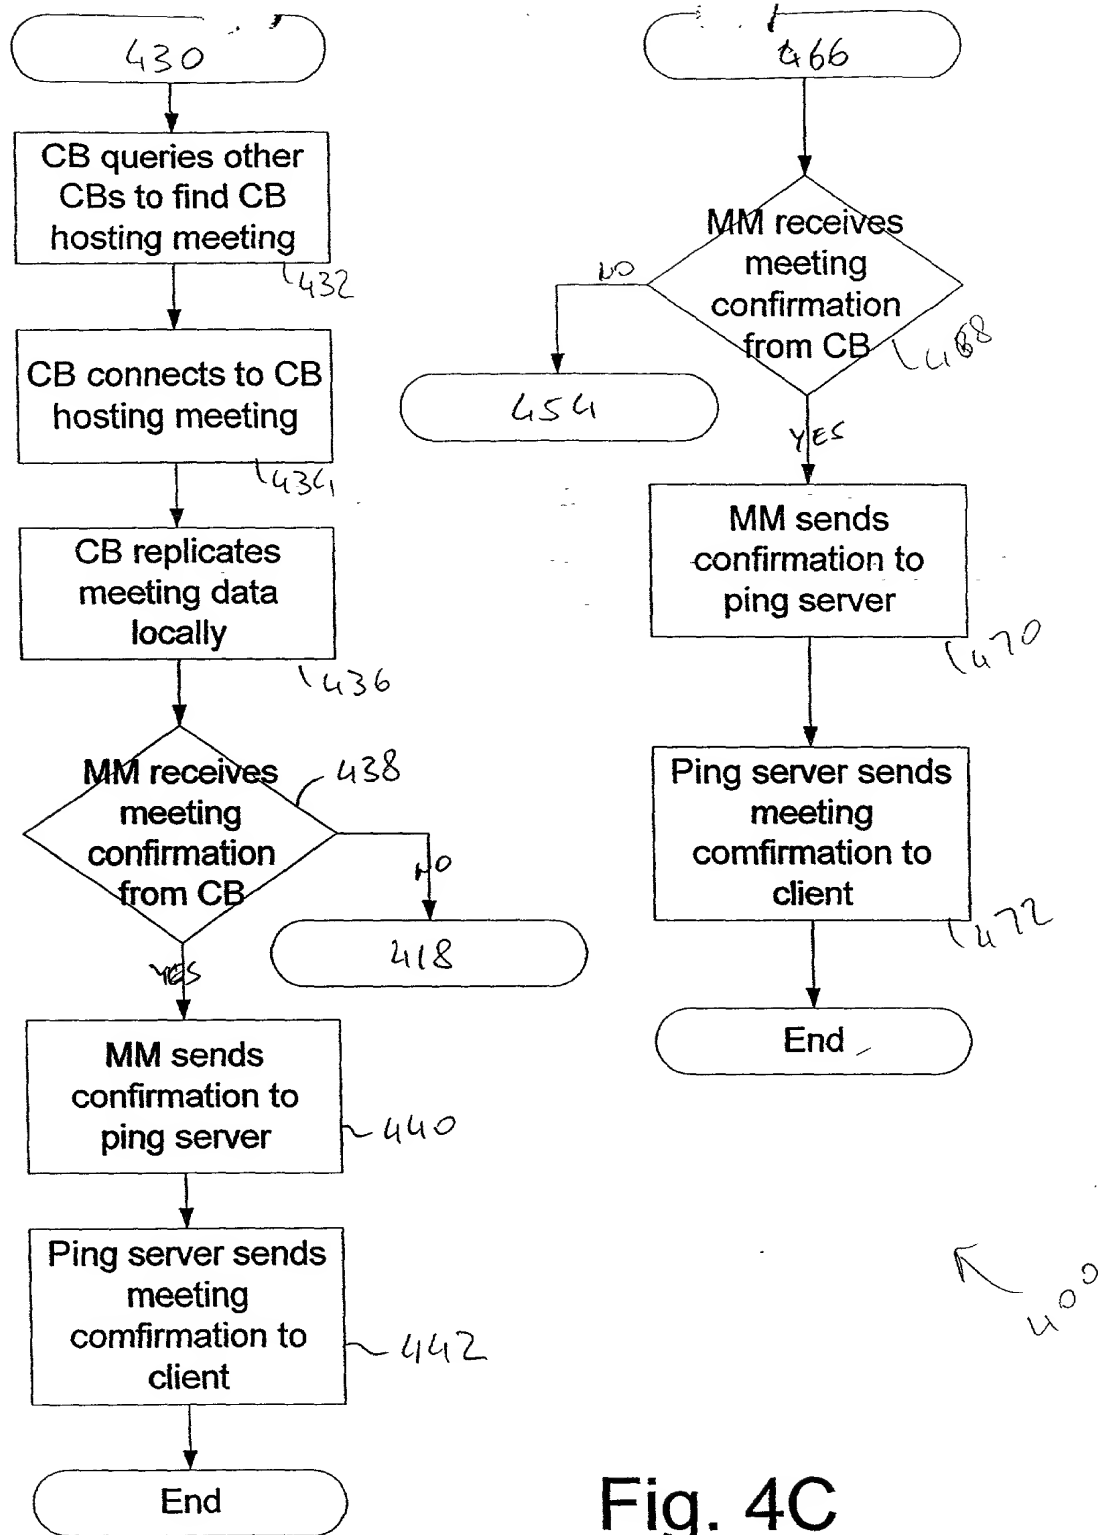 430
CB queries other
CBs to find CB
hosting meeting
432
CB connects to CB
hosting meeting
434
CB replicates
meeting data
locally
436
MM receives
meeting
confirmation
from CB
438
NO
418
YES
MM sends
confirmation to
ping server
440
Ping server sends
meeting
comfirmation to
client
442
End
466
MM receives
meeting
confirmation
from CB
468
NO
454
YES
MM sends
confirmation to
ping server
470
Ping server sends
meeting
comfirmation to
client
472
End
400
Fig. 4C